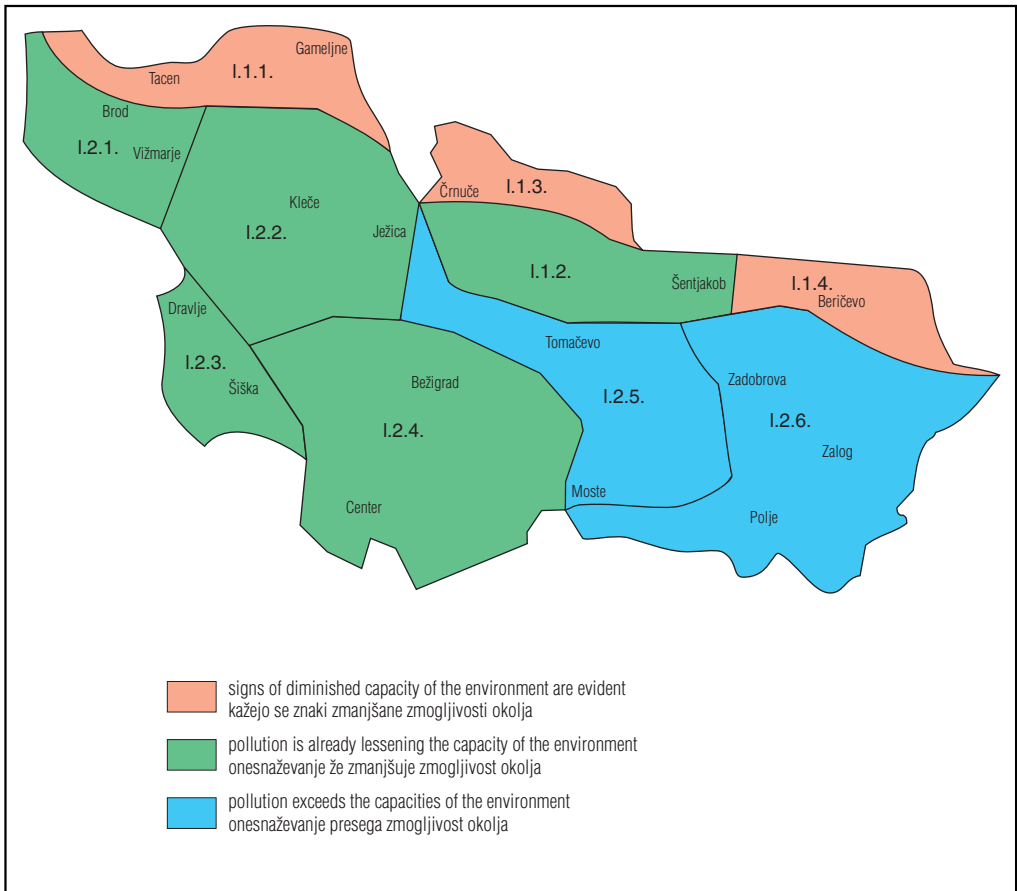 Gameljne
Tacen
I.1.1.
Brod
I.2.1.
Vižmarje
Črnuče
I.1.3.
Kleče
I.2.2.
Ježica
I.1.2.
Šentjakob
I.1.4.
Beričevo
Dravlje
I.2.3.
Šiška
Tomačevo
Bežigrad
I.2.4.
I.2.5.
Zadobrova
I.2.6.
Zalog
Moste
Center
Polje
signs of diminished capacity of the environment are evident
kažejo se znaki zmanjšane zmogljivosti okolja
pollution is already lessening the capacity of the environment
onesnaževanje že zmanjšuje zmogljivost okolja
pollution exceeds the capacities of the environment
onesnaževanje presega zmogljivost okolja